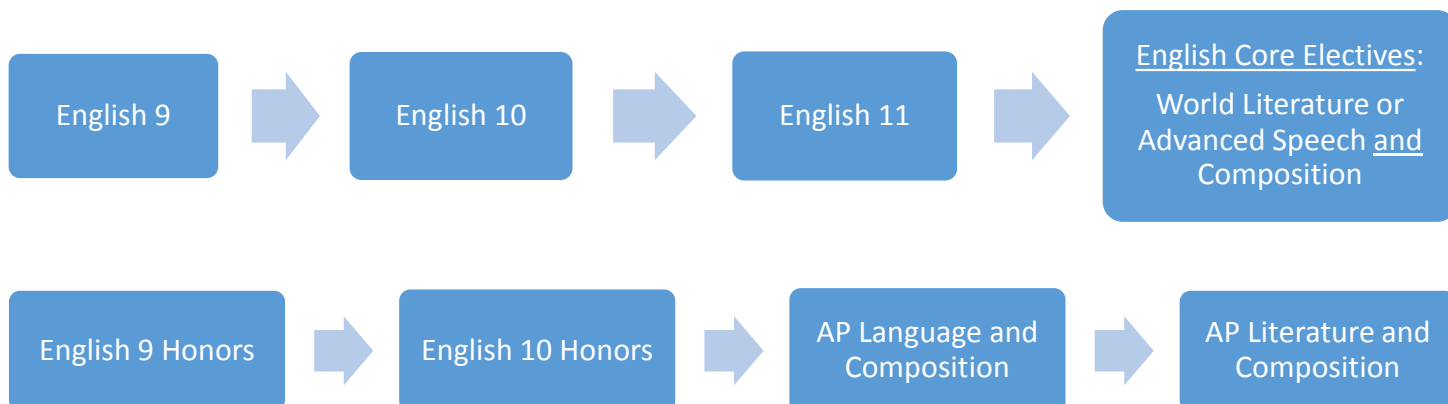 English 9
English 10
English 11
English Core Electives:
World Literature or
Advanced Speech and
Composition
English 9 Honors
English 10 Honors
AP Language and
Composition
AP Literature and
Composition